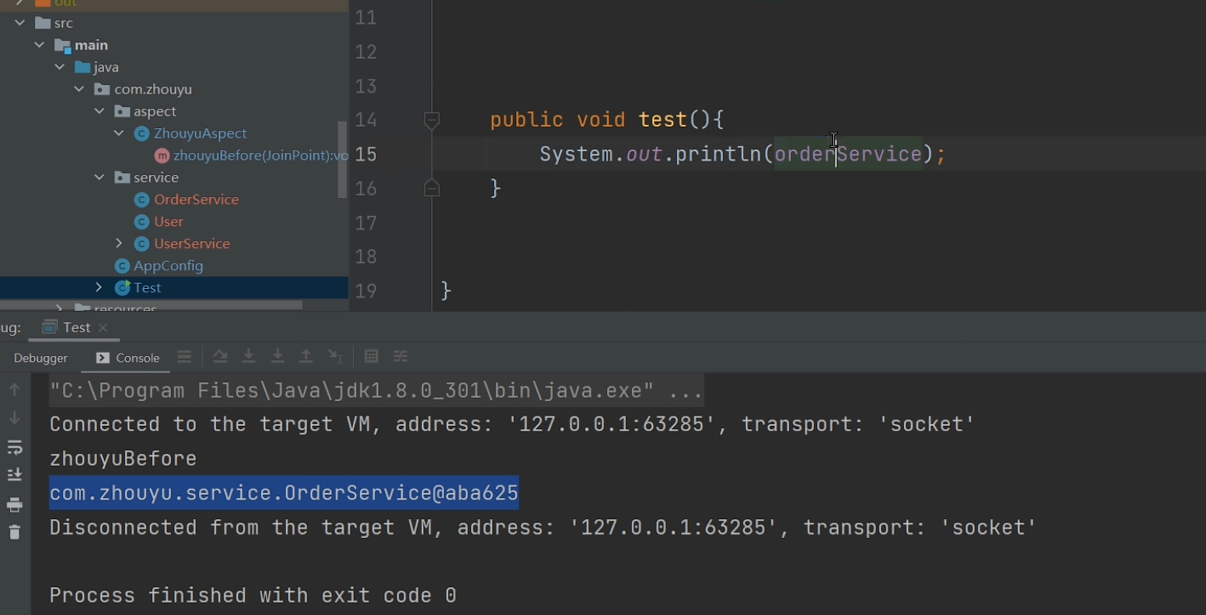 out
src
main
java
com.zhouyu
aspect
ZhouyuAspect
zhouyuBefore(JoinPoint):vo
service
OrderService
User
UserService
AppConfig
Test
resources
11
12
13
14 public void test(){
15 System.out.println(orderService);
16 }
17
18
19 }
ug: Test
Debugger Console
"C:\Program Files\Java\jdk1.8.0_301\bin\java.exe" ...
Connected to the target VM, address: '127.0.0.1:63285', transport: 'socket'
zhouyuBefore
com.zhouyu.service.OrderService@aba625
Disconnected from the target VM, address: '127.0.0.1:63285', transport: 'socket'
Process finished with exit code 0